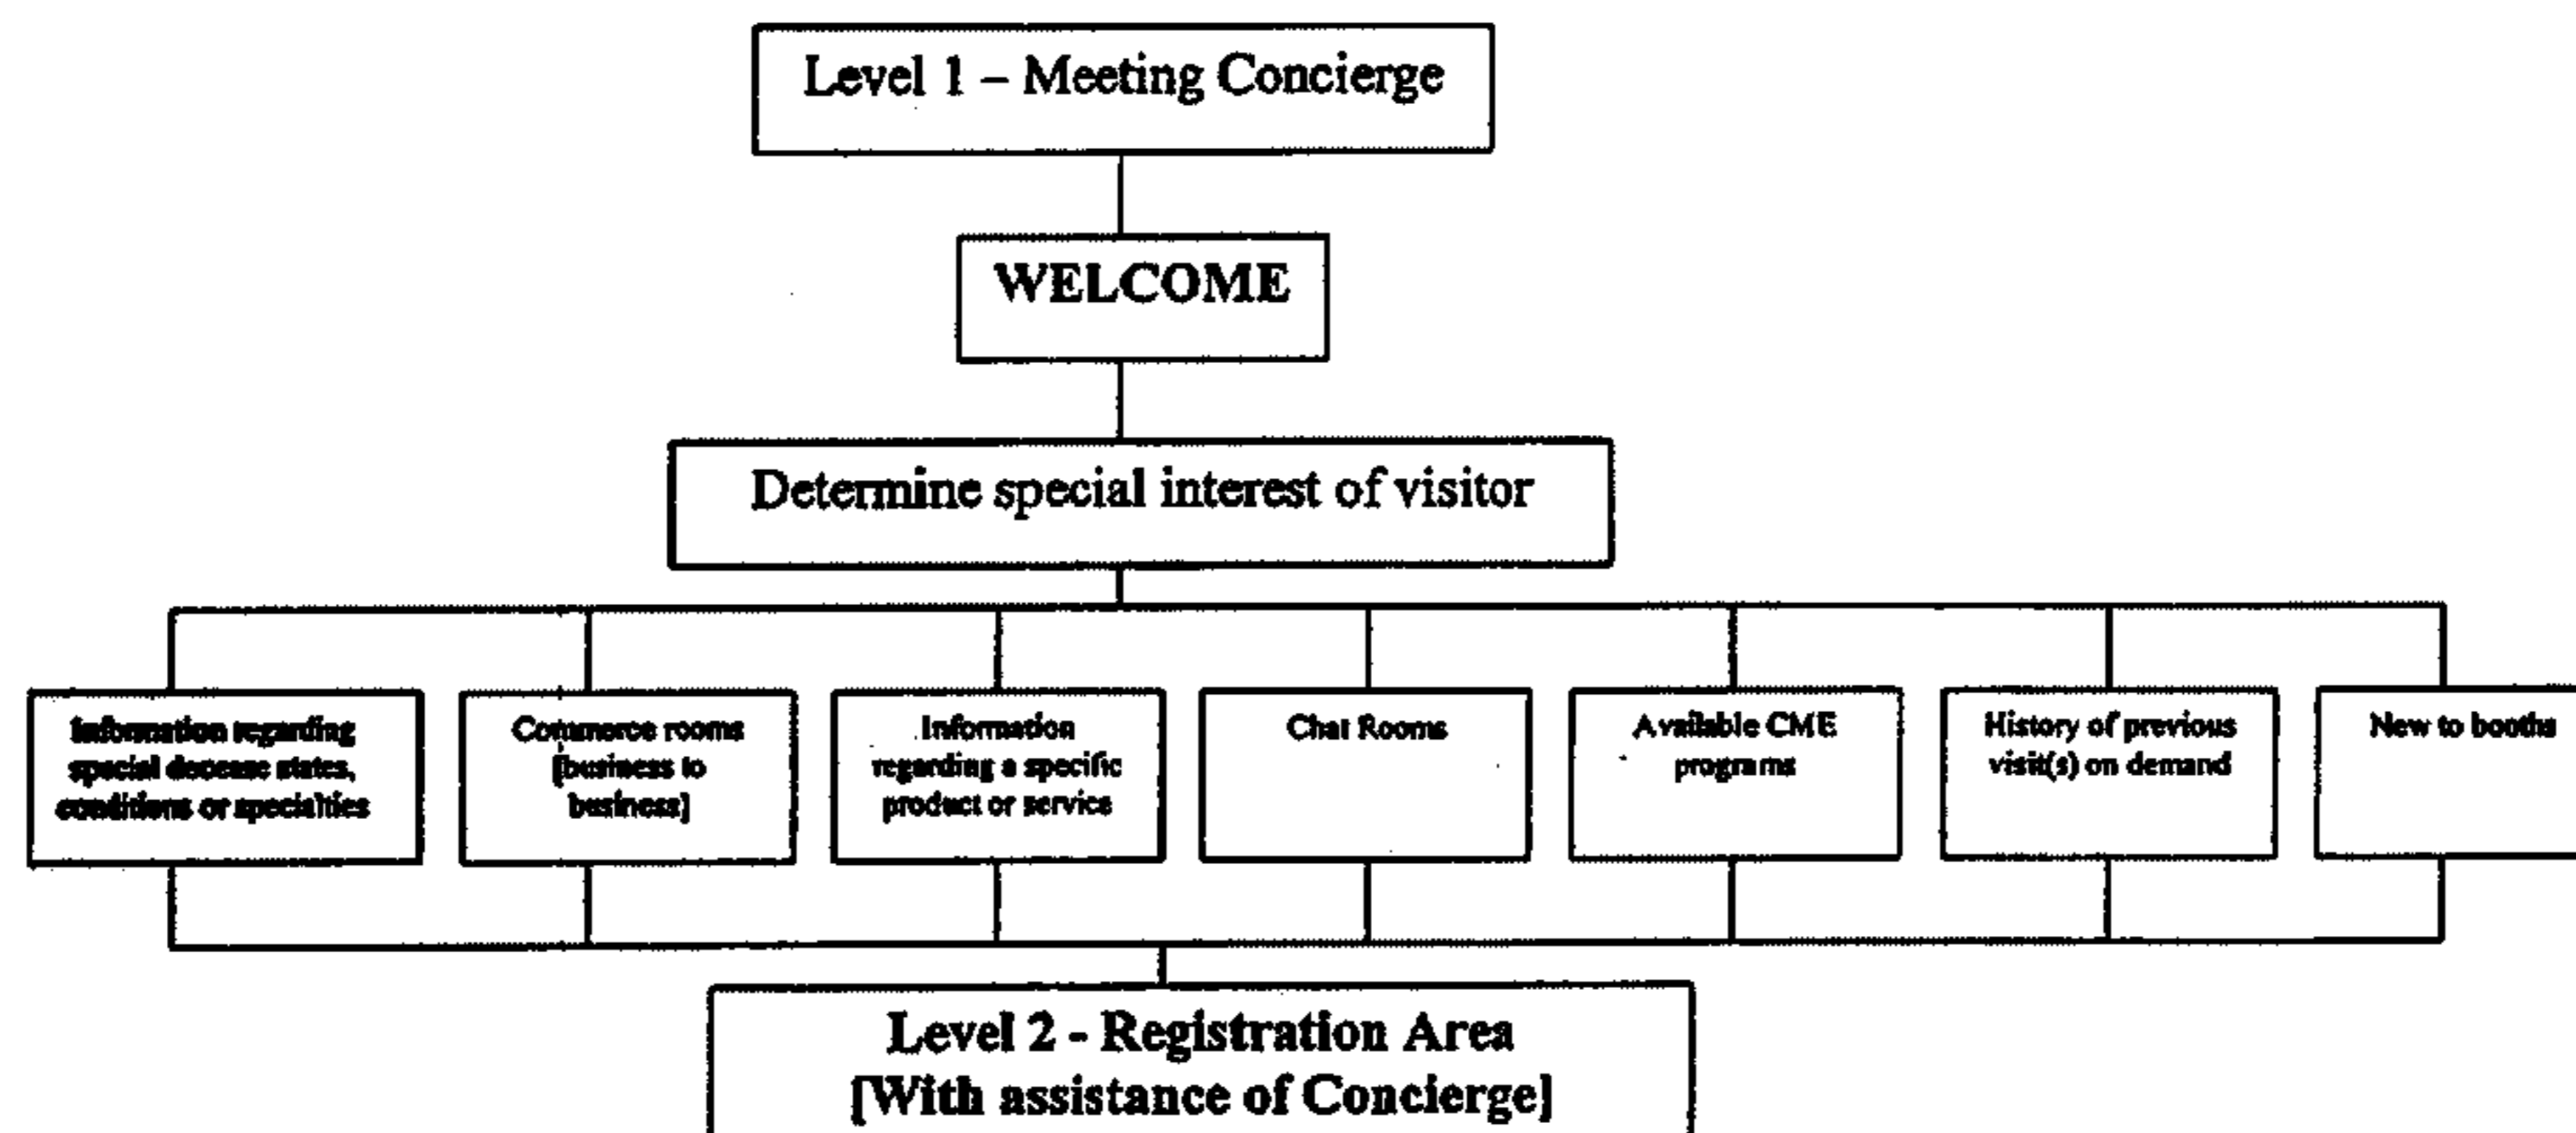 Level 1 – Meeting Concierge
WELCOME
Determine special interest of visitor
Information regarding
special decease states,
conditions or specialties
Commerce rooms
[business to
business]
Information
regarding a specific
product or service
Chat Rooms
Available CME
programs
History of previous
visit(s) on demand
New to booths
Level 2 - Registration Area
[With assistance of Concierge]